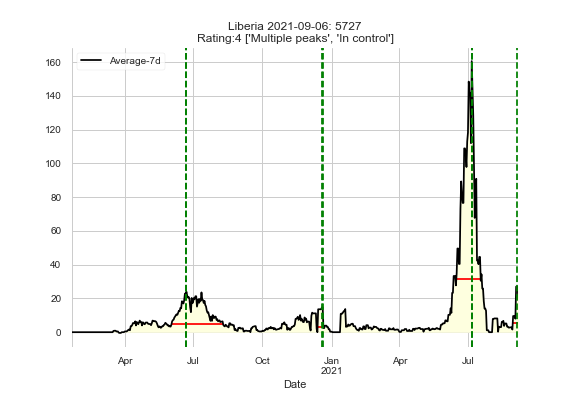 Liberia 2021-09-06: 5727
Rating:4 ['Multiple peaks', 'In control']
Average-7d
160
140
120
100
80
60
40
20
0
Apr Jul Oct Jan Apr Jul
2021
Date